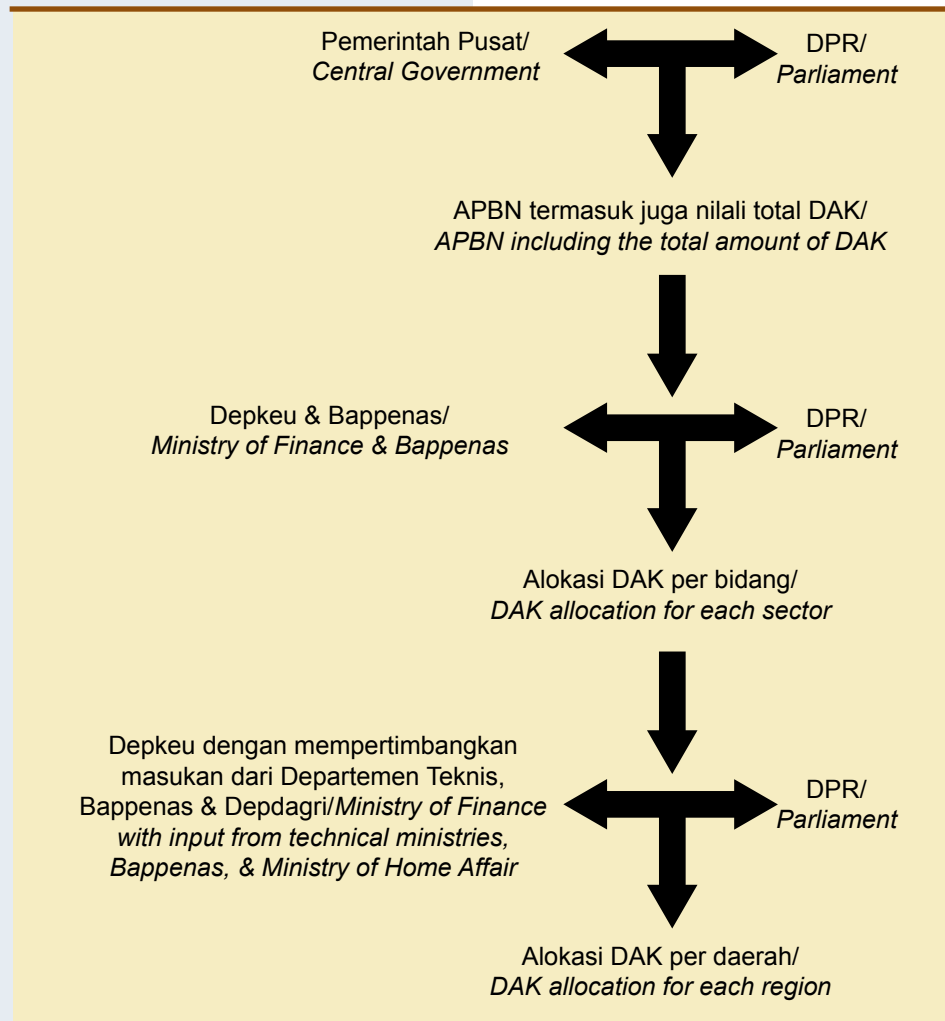 Pemerintah Pusat/
Central Government
DPR/
Parliament
APBN termasuk juga nilali total DAK/
APBN including the total amount of DAK
Depkeu & Bappenas/
Ministry of Finance & Bappenas
DPR/
Parliament
Alokasi DAK per bidang/
DAK allocation for each sector
Depkeu dengan mempertimbangkan
masukan dari Departemen Teknis,
Bappenas & Depdagri/Ministry of Finance
with input from technical ministries,
Bappenas, & Ministry of Home Affair
DPR/
Parliament
Alokasi DAK per daerah/
DAK allocation for each region